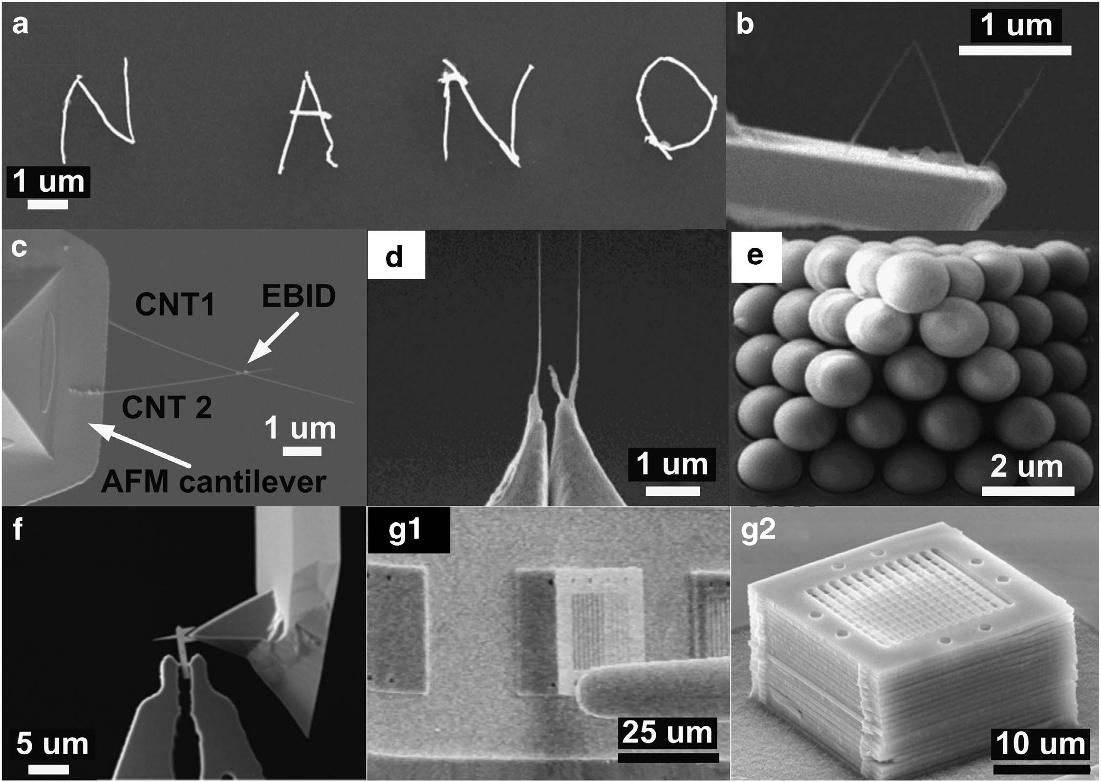 a
N A N O
1 um
b
1 um
c
CNT1
EBID
CNT 2
1 um
AFM cantilever
d
1 um
e
2 um
f
5 um
g1
25 um
g2
10 um